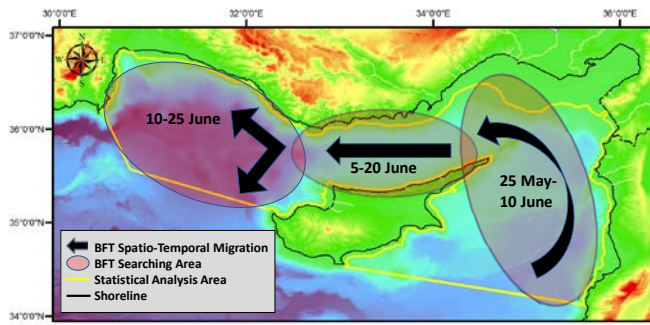 30°0'0"E 32°0'0"E 34°0'0"E 36°0'0"E
37°0'0"N
36°0'0"N
35°0'0"N
34°0'0"N
N
W E
S
10-25 June
5-20 June
25 May-
10 June
BFT Spatio-Temporal Migration
BFT Searching Area
Statistical Analysis Area
Shoreline